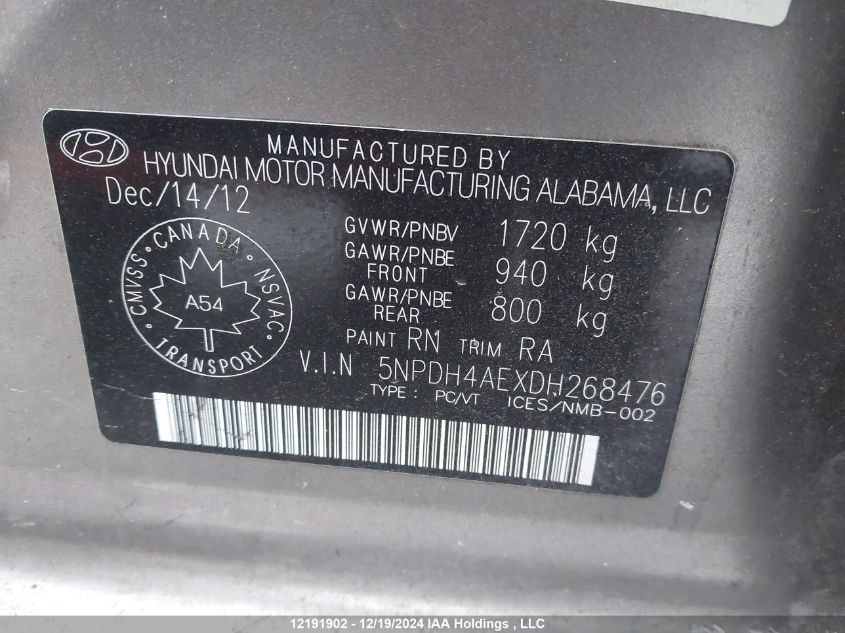 MANUFACTURED BY
HYUNDAI MOTOR MANUFACTURING ALABAMA, LLC
Dec/14/12
GVWR/PNBV 1720 kg
GAWR/PNBE FRONT 940 kg
GAWR/PNBE REAR 800 kg
PAINT RN TRIM RA
V.I.N 5NPDH4AEXDH268476
TYPE : PC/VT ICES/NMB-002
CANADA
CMVSS · NSVAC
A54
TRANSPORT
12191902 - 12/19/2024 IAA Holdings , LLC